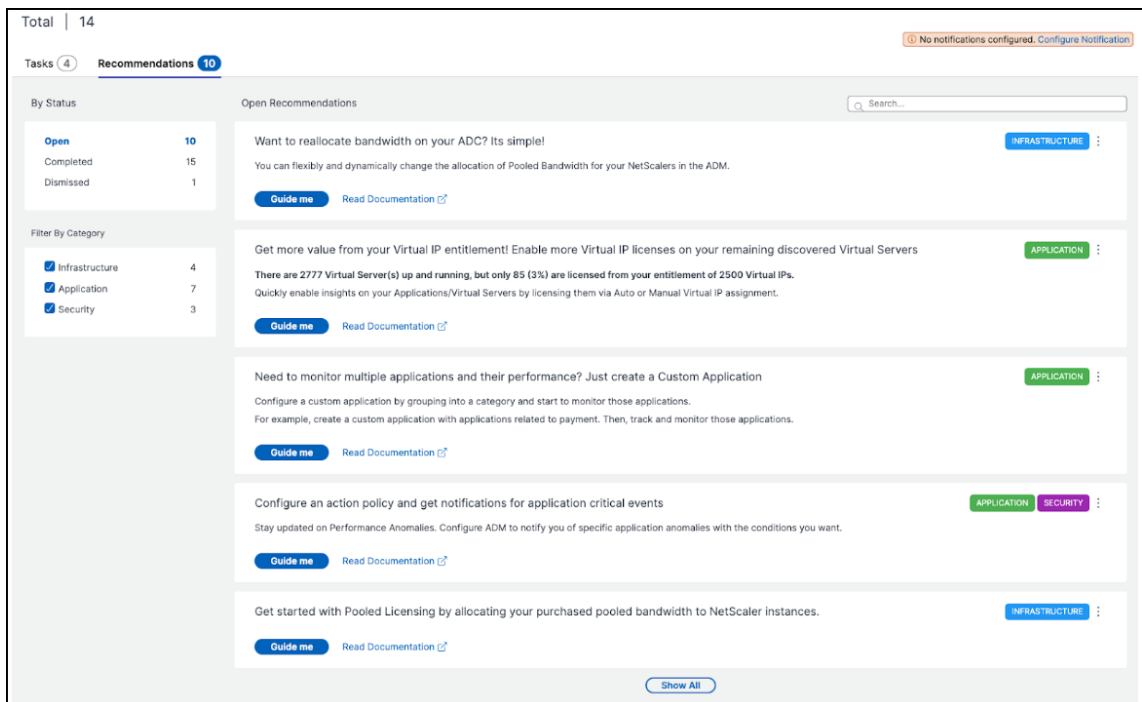 Total | 14
No notifications configured. Configure Notification
Tasks 4 Recommendations 10
By Status
Open 10
Completed 15
Dismissed 1
Filter By Category
Infrastructure 4
Application 7
Security 3
Open Recommendations
Search...
Want to reallocate bandwidth on your ADC? Its simple!
INFRASTRUCTURE
You can flexibly and dynamically change the allocation of Pooled Bandwidth for your NetScalers in the ADM.
Guide me Read Documentation
Get more value from your Virtual IP entitlement! Enable more Virtual IP licenses on your remaining discovered Virtual Servers
APPLICATION
There are 2777 Virtual Server(s) up and running, but only 85 (3%) are licensed from your entitlement of 2500 Virtual IPs.
Quickly enable insights on your Applications/Virtual Servers by licensing them via Auto or Manual Virtual IP assignment.
Guide me Read Documentation
Need to monitor multiple applications and their performance? Just create a Custom Application
APPLICATION
Configure a custom application by grouping into a category and start to monitor those applications.
For example, create a custom application with applications related to payment. Then, track and monitor those applications.
Guide me Read Documentation
Configure an action policy and get notifications for application critical events
APPLICATION SECURITY
Stay updated on Performance Anomalies. Configure ADM to notify you of specific application anomalies with the conditions you want.
Guide me Read Documentation
Get started with Pooled Licensing by allocating your purchased pooled bandwidth to NetScaler instances.
INFRASTRUCTURE
Guide me Read Documentation
Show All